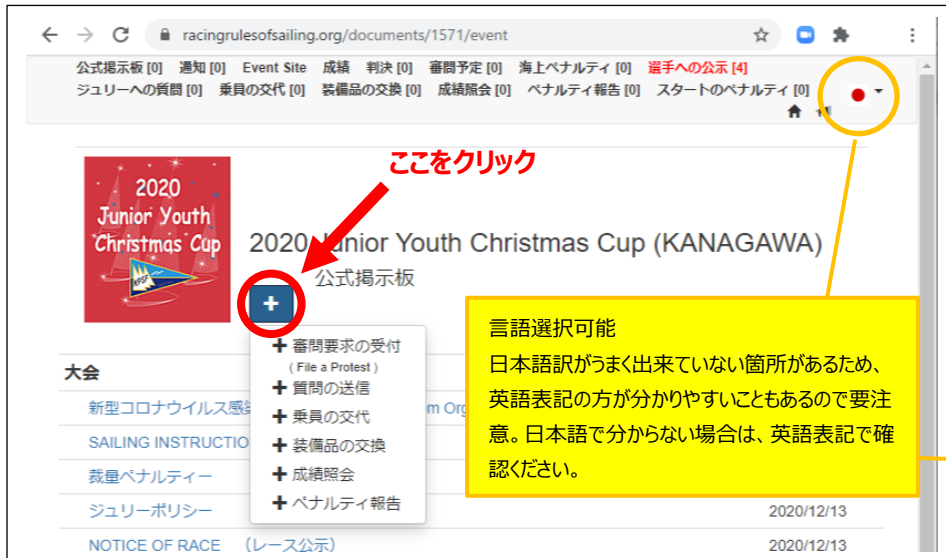 racingrulesofsailing.org/documents/1571/event
公式掲示板 [0] 通知 [0] Event Site 成績 判決 [0] 審問予定 [0] 海上ペナルティ [0] 選手への公示 [4]
ジュリーへの質問 [0] 乗員の交代 [0] 装備品の交換 [0] 成績照会 [0] ペナルティ報告 [0] スタートのペナルティ [0]
ここをクリック
2020
Junior Youth
Christmas Cup
2020 Junior Youth Christmas Cup (KANAGAWA)
公式掲示板
+
+ 審問要求の受付
（File a Protest）
+ 質問の送信
+ 乗員の交代
+ 装備品の交換
+ 成績照会
+ ペナルティ報告
言語選択可能
日本語訳がうまく出来ていない箇所があるため、
英語表記の方が分かりやすいこともあるので要注
意。日本語で分からない場合は、英語表記で確
認ください。
大会
新型コロナウイルス感
SAILING INSTRUCTIO
裁量ペナルティー
ジュリーポリシー 2020/12/13
NOTICE OF RACE （レース公示） 2020/12/13